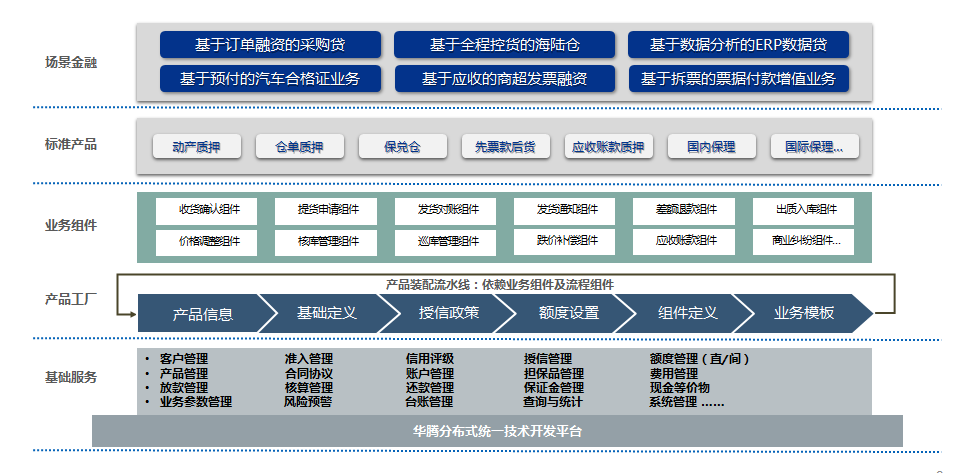 场景金融
基于订单融资的采购贷 基于全程控货的海陆仓 基于数据分析的ERP数据贷
基于预付的汽车合格证业务 基于应收的商超发票融资 基于拆票的票据付款增值业务
标准产品
动产质押 仓单质押 保兑仓 先票款后货 应收账款质押 国内保理 国际保理...
业务组件
收货确认组件 提货申请组件 发货对账组件 发货通知组件 差额退款组件 出质入库组件
价格调整组件 核库管理组件 巡库管理组件 跌价补偿组件 应收账款组件 商业纠纷组件...
产品工厂
产品装配流水线：依赖业务组件及流程组件
产品信息 基础定义 授信政策 额度设置 组件定义 业务模板
基础服务
• 客户管理 准入管理 信用评级 授信管理 额度管理（直/间）
• 产品管理 合同协议 账户管理 担保品管理 费用管理
• 放款管理 核算管理 还款管理 保证金管理 现金等价物
• 业务参数管理 风险预警 台账管理 查询与统计 系统管理 ……
华腾分布式统一技术开发平台